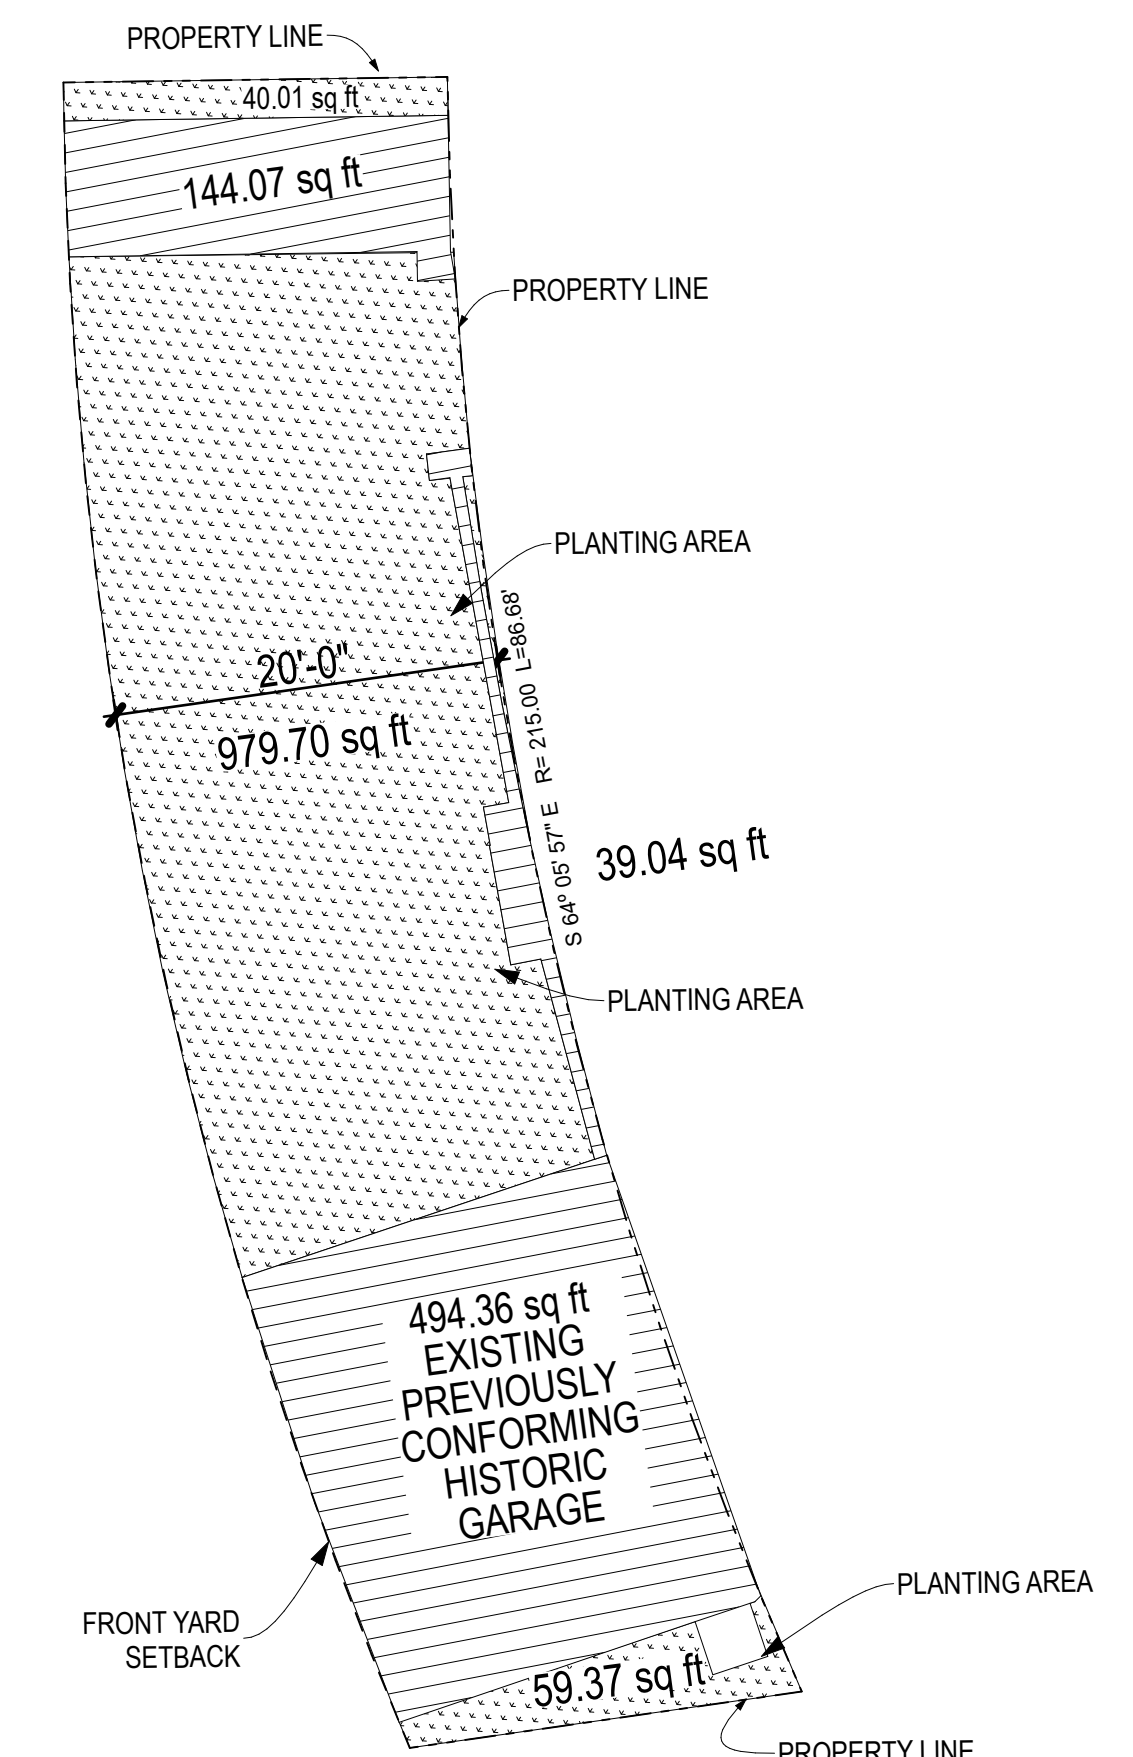 PROPERTY LINE
40.01 sq ft
144.07 sq ft
PROPERTY LINE
PLANTING AREA
20'-0"
979.70 sq ft
S 64º 05' 57" E R= 215.00 L=86.68'
39.04 sq ft
PLANTING AREA
494.36 sq ft
EXISTING
PREVIOUSLY
CONFORMING
HISTORIC
GARAGE
PLANTING AREA
FRONT YARD
SETBACK
59.37 sq ft
PROPERTY LINE